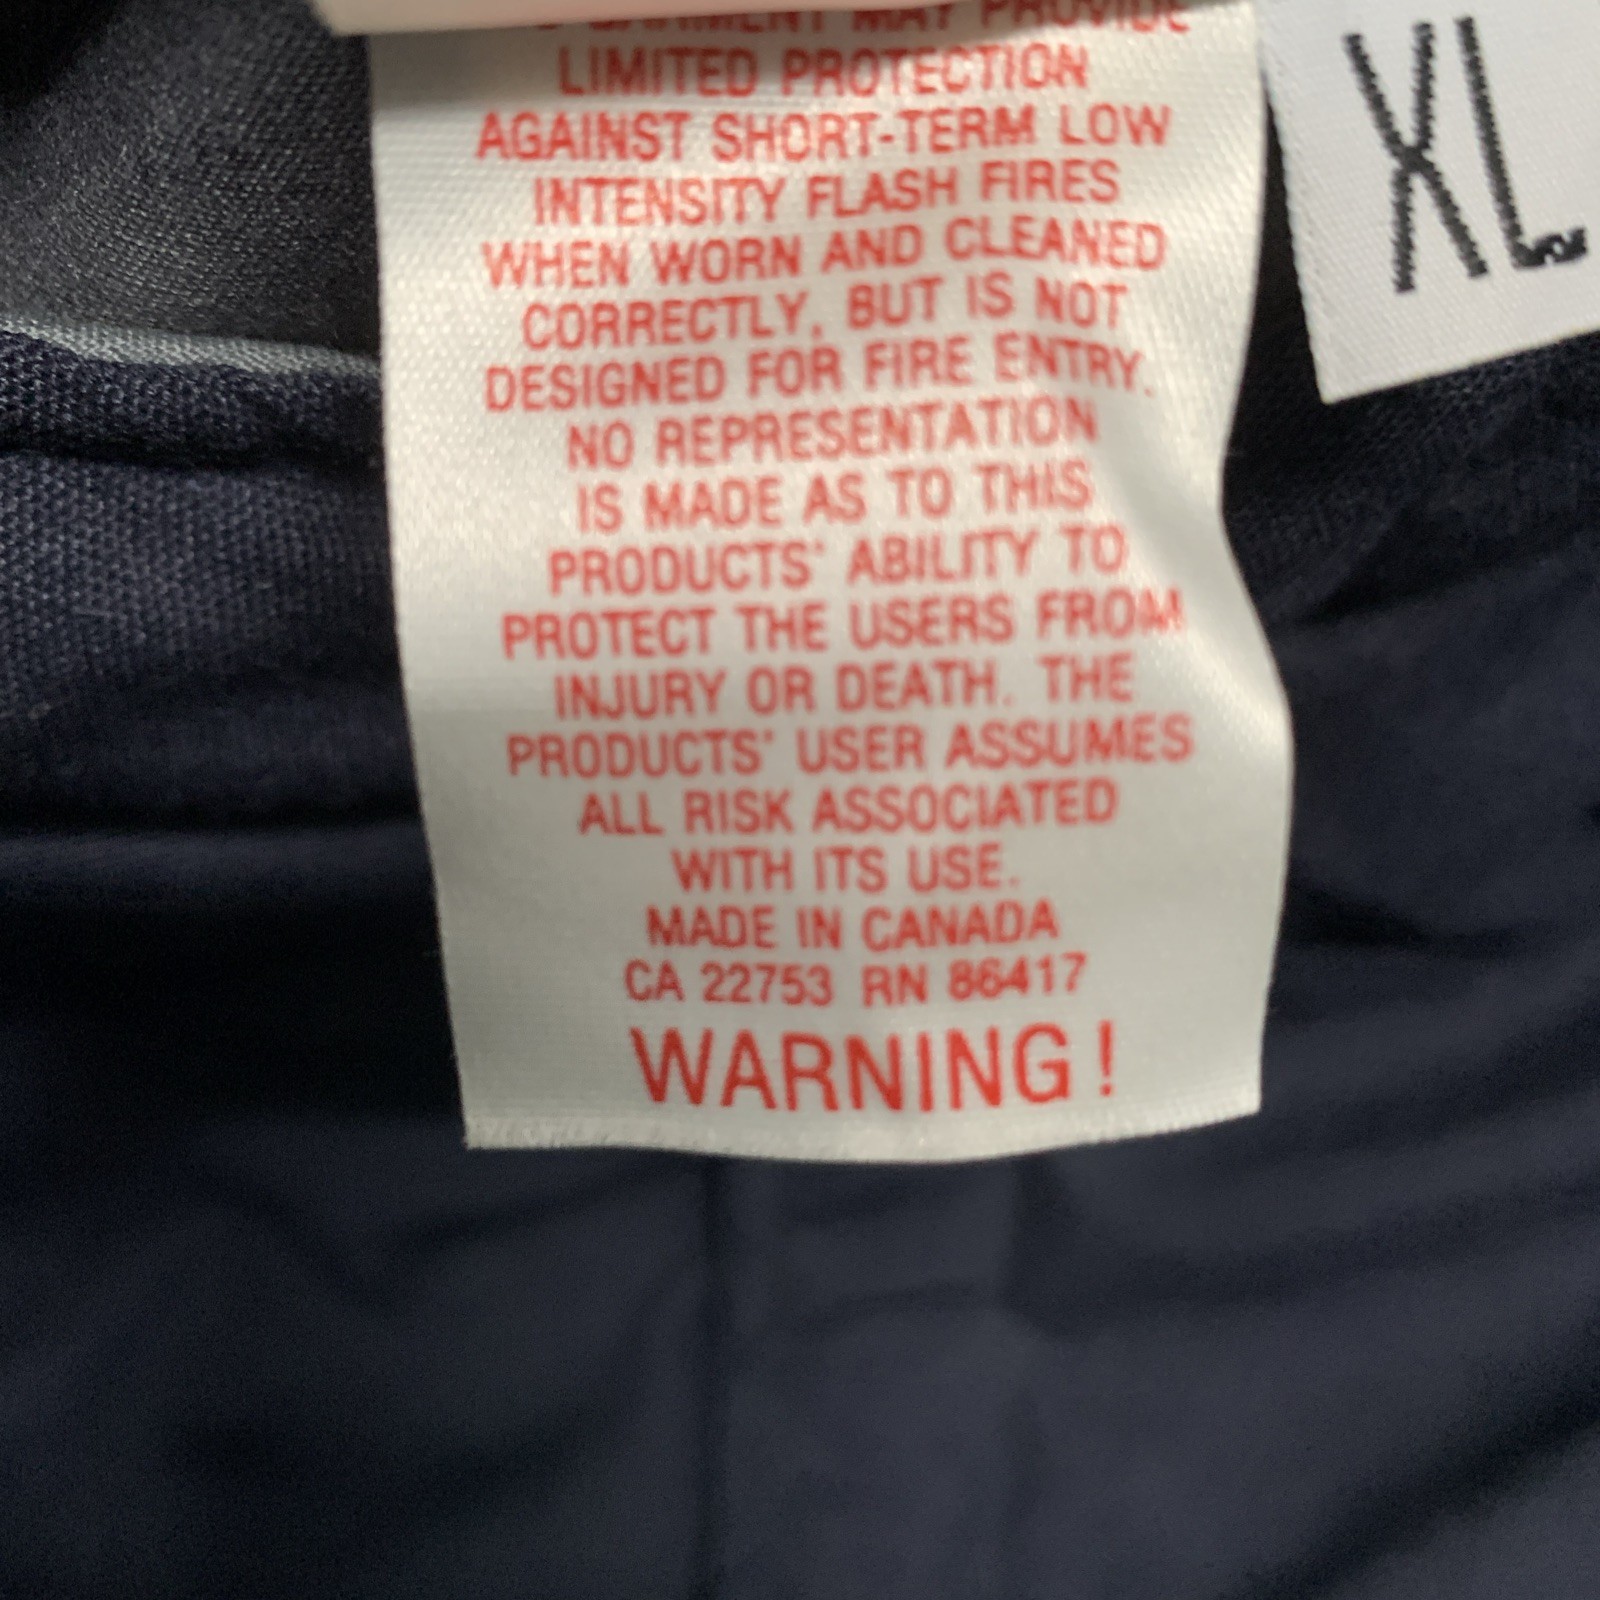 GARMENT MAY PROVIDE
LIMITED PROTECTION
AGAINST SHORT-TERM LOW
INTENSITY FLASH FIRES
WHEN WORN AND CLEANED
CORRECTLY, BUT IS NOT
DESIGNED FOR FIRE ENTRY.
NO REPRESENTATION
IS MADE AS TO THIS
PRODUCTS' ABILITY TO
PROTECT THE USERS FROM
INJURY OR DEATH. THE
PRODUCTS' USER ASSUMES
ALL RISK ASSOCIATED
WITH ITS USE.
MADE IN CANADA
CA 22753 RN 86417
WARNING!
XL